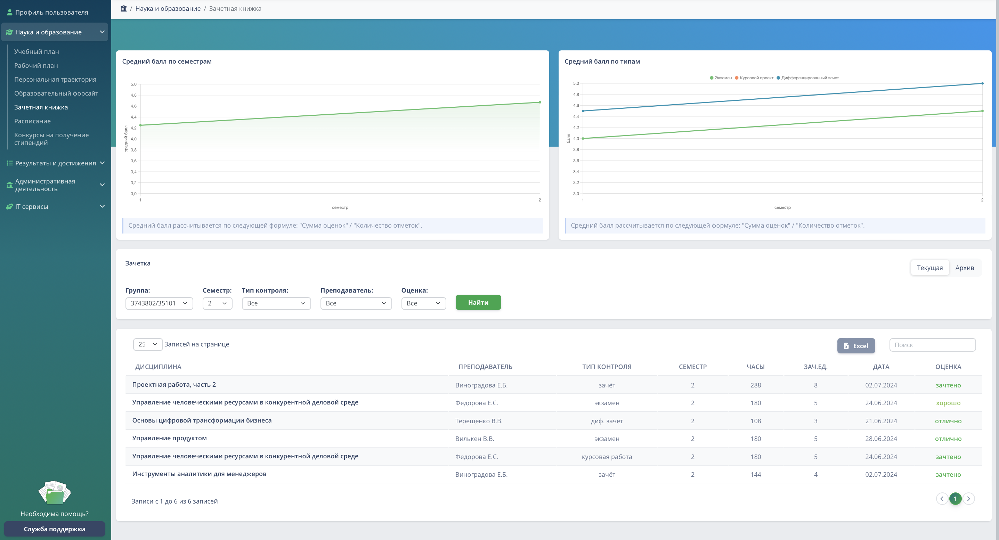 Профиль пользователя
Наука и образование
Учебный план
Рабочий план
Персональная траектория
Образовательный форсайт
Зачетная книжка
Расписание
Конкурсы на получение
стипендий
Результаты и достижения
Административная
деятельность
IT сервисы
Необходима помощь?
Служба поддержки
/ Наука и образование / Зачетная книжка
Средний балл по семестрам
5,0
4,8
4,6
4,4
4,2
4,0
3,8
3,6
3,4
3,2
3,0
средний балл
1 2
семестр
Средний балл рассчитывается по следующей формуле: "Сумма оценок" / "Количество отметок".
Средний балл по типам
Экзамен Курсовой проект Дифференцированный зачет
5,0
4,8
4,6
4,4
4,2
4,0
3,8
3,6
3,4
3,2
3,0
балл
1 2
семестр
Средний балл рассчитывается по следующей формуле: "Сумма оценок" / "Количество отметок".
Зачетка
Текущая Архив
Группа: Семестр: Тип контроля: Преподаватель: Оценка:
3743802/35101 2 Все Все Все Найти
25 Записей на странице Excel Поиск
ДИСЦИПЛИНА ПРЕПОДАВАТЕЛЬ ТИП КОНТРОЛЯ СЕМЕСТР ЧАСЫ ЗАЧ.ЕД. ДАТА ОЦЕНКА
Проектная работа, часть 2 Виноградова Е.Б. зачёт 2 288 8 02.07.2024 зачтено
Управление человеческими ресурсами в конкурентной деловой среде Федорова Е.С. экзамен 2 180 5 24.06.2024 хорошо
Основы цифровой трансформации бизнеса Терещенко В.В. диф. зачет 2 108 3 21.06.2024 отлично
Управление продуктом Вилькен В.В. экзамен 2 180 5 28.06.2024 отлично
Управление человеческими ресурсами в конкурентной деловой среде Федорова Е.С. курсовая работа 2 180 5 24.06.2024 зачтено
Инструменты аналитики для менеджеров Виноградова Е.Б. зачёт 2 144 4 02.07.2024 зачтено
Записи с 1 до 6 из 6 записей
1